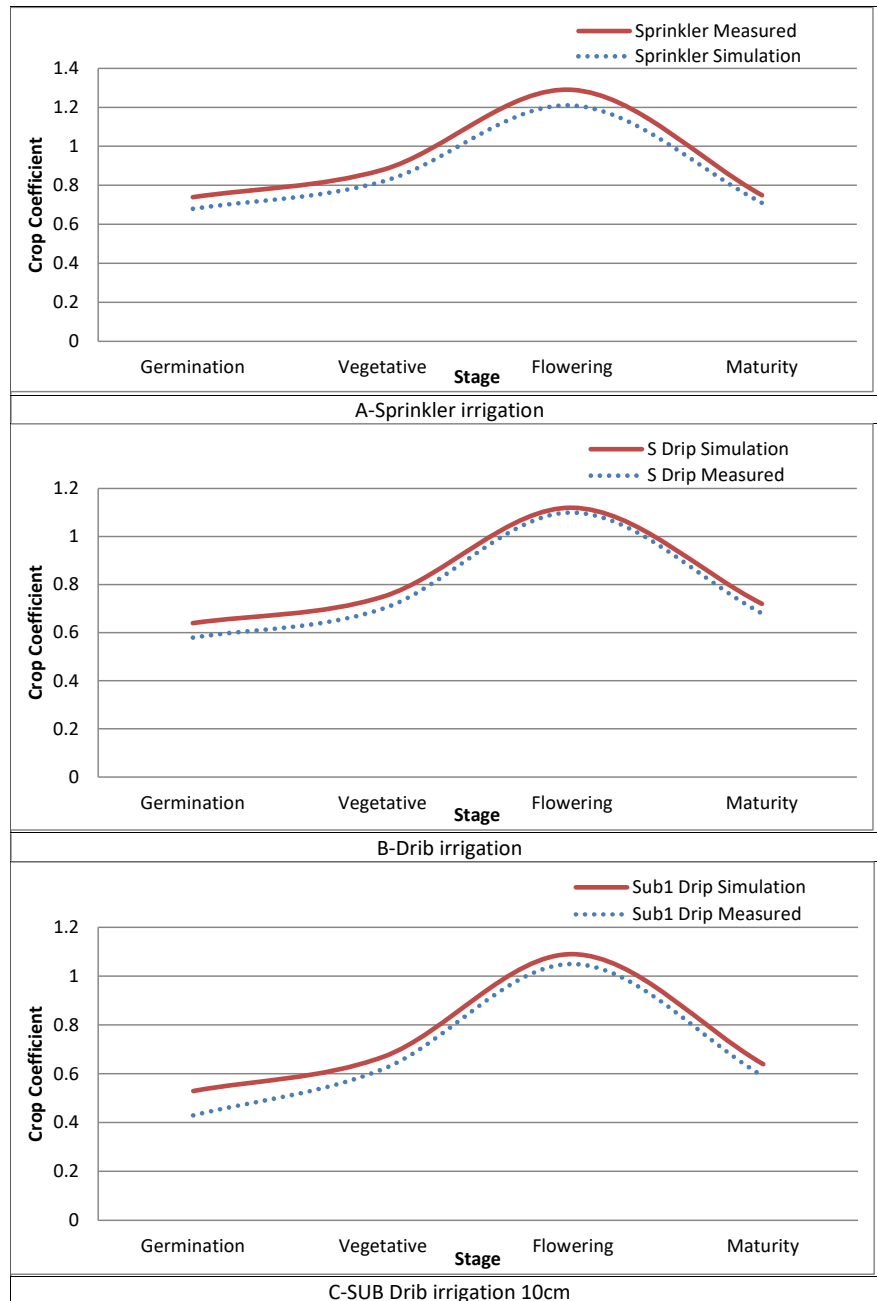 Sprinkler Measured
Sprinkler Simulation
1.4
1.2
1
0.8
0.6
0.4
0.2
0
Crop Coefficient
Germination Vegetative Flowering Maturity
Stage
A-Sprinkler irrigation
S Drip Simulation
S Drip Measured
1.2
1
0.8
0.6
0.4
0.2
0
Crop Coefficient
Germination Vegetative Flowering Maturity
Stage
B-Drib irrigation
Sub1 Drip Simulation
Sub1 Drip Measured
1.2
1
0.8
0.6
0.4
0.2
0
Crop Coefficient
Germination Vegetative Flowering Maturity
Stage
C-SUB Drib irrigation 10cm